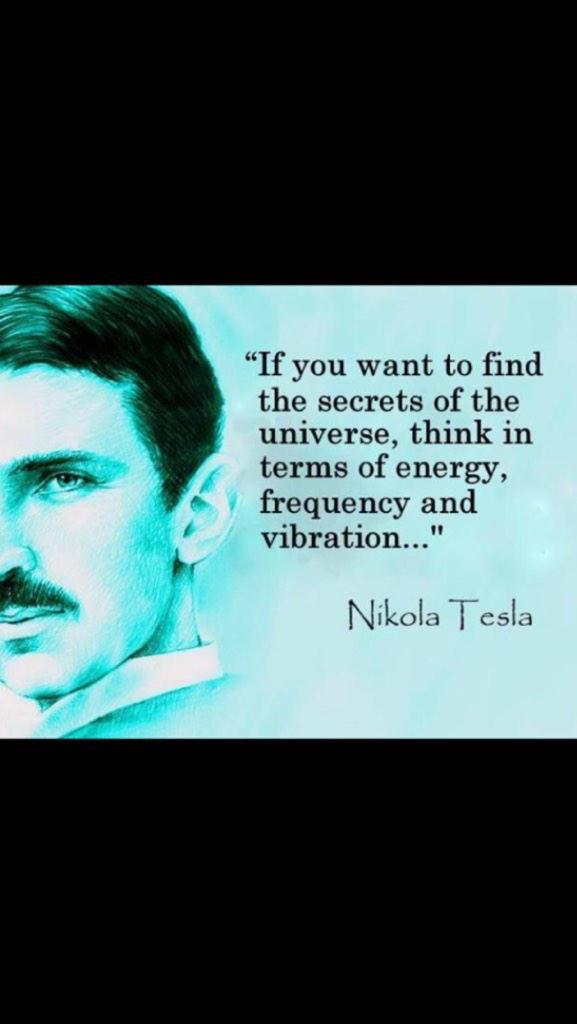 “If you want to find
the secrets of the
universe, think in
terms of energy,
frequency and
vibration..."
Nikola Tesla